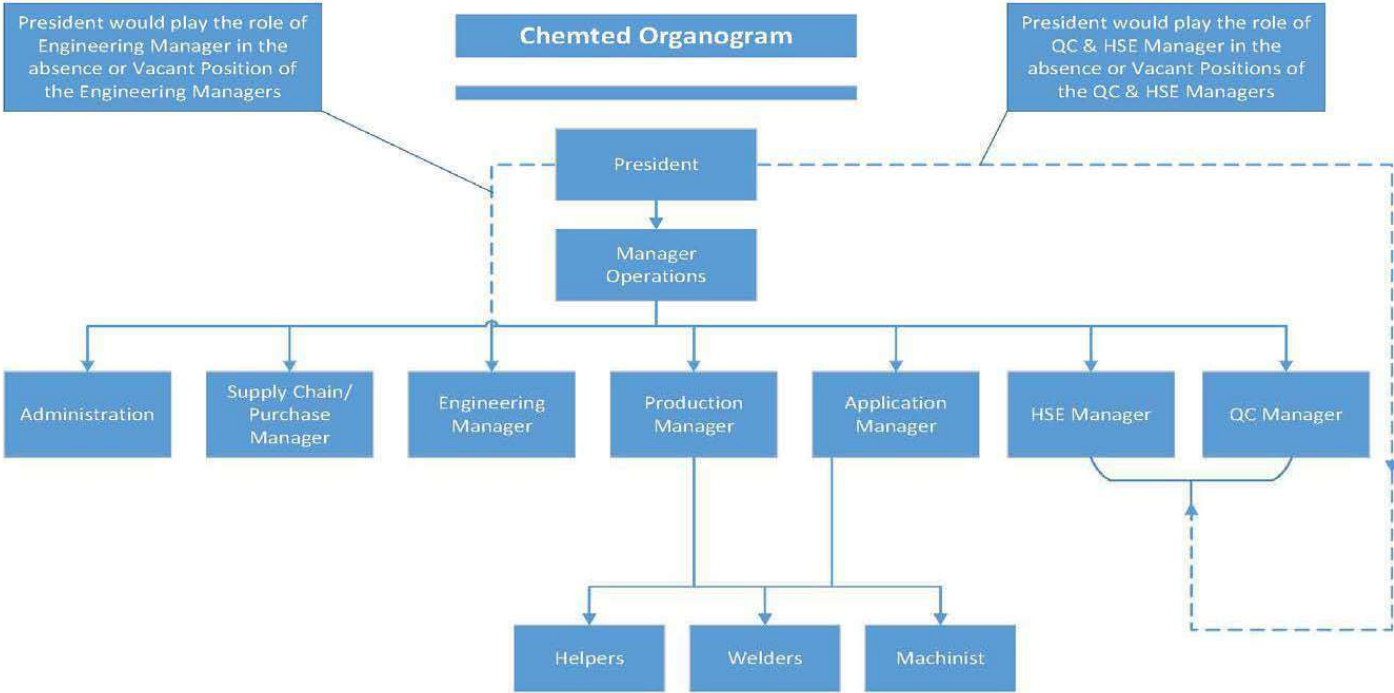 President would play the role of
Engineering Manager in the
absence or Vacant Position of
the Engineering Managers
Chemted Organogram
President would play the role of
QC & HSE Manager in the
absence or Vacant Positions of
the QC & HSE Managers
President
Manager
Operations
Administration
Supply Chain/
Purchase
Manager
Engineering
Manager
Production
Manager
Application
Manager
HSE Manager
QC Manager
Helpers
Welders
Machinist